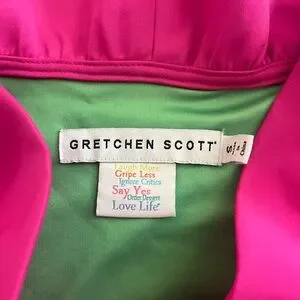 GRETCHEN SCOTT
S
Laugh More
Gripe Less
Ignore Critics
Say Yes
Order Dessert
Love Life